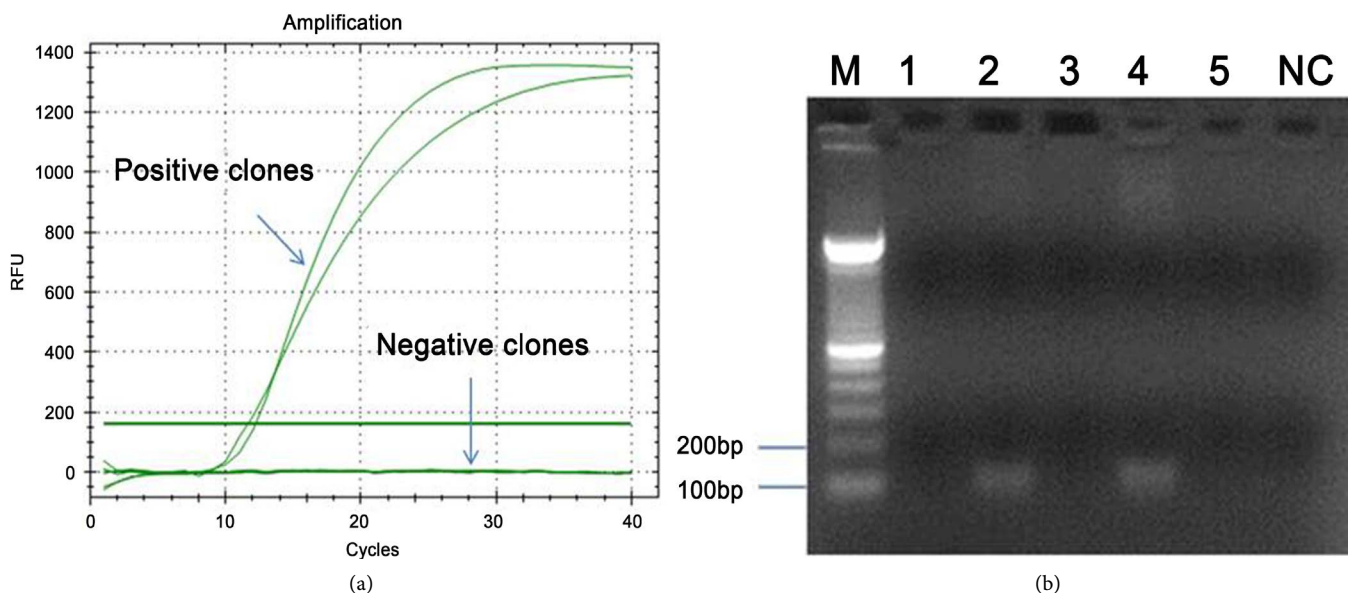 Amplification
1400
1200
1000
800
600
400
200
0
RFU
Positive clones
Negative clones
0 10 20 30 40
Cycles
(a)
M 1 2 3 4 5 NC
200bp
100bp
(b)